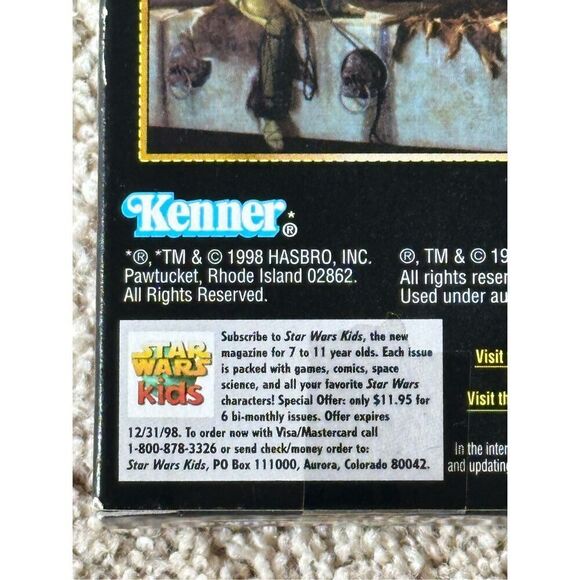 Kenner*®
*®,*TM & © 1998 HASBRO, INC.
Pawtucket, Rhode Island 02862.
All Rights Reserved.
®, TM & © 19
All rights reser
Used under au
STAR
WARS
kids
Subscribe to Star Wars Kids, the new
magazine for 7 to 11 year olds. Each issue
is packed with games, comics, space
science, and all your favorite Star Wars
characters! Special Offer: only $11.95 for
6 bi-monthly issues. Offer expires
12/31/98. To order now with Visa/Mastercard call
1-800-878-3326 or send check/money order to:
Star Wars Kids, PO Box 111000, Aurora, Colorado 80042.
Visit
Visit th
In the inter
and updating